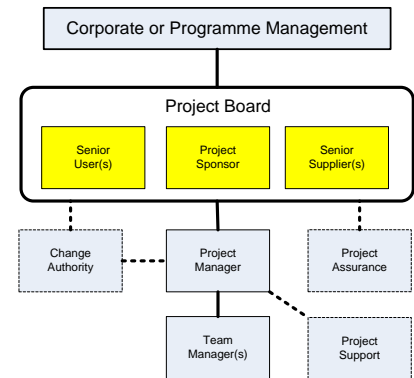 Corporate or Programme Management
Project Board
Senior
User(s)
Project
Sponsor
Senior
Supplier(s)
Change
Authority
Project
Manager
Project
Assurance
Team
Manager(s)
Project
Support